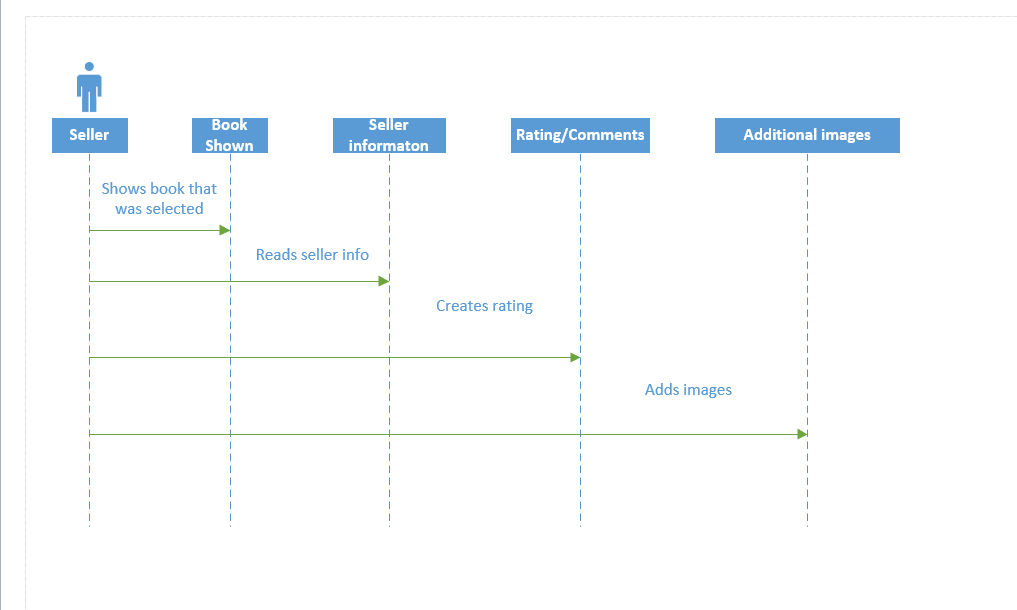 Seller
Book
Shown
Seller
informaton
Rating/Comments
Additional images
Shows book that
was selected
Reads seller info
Creates rating
Adds images